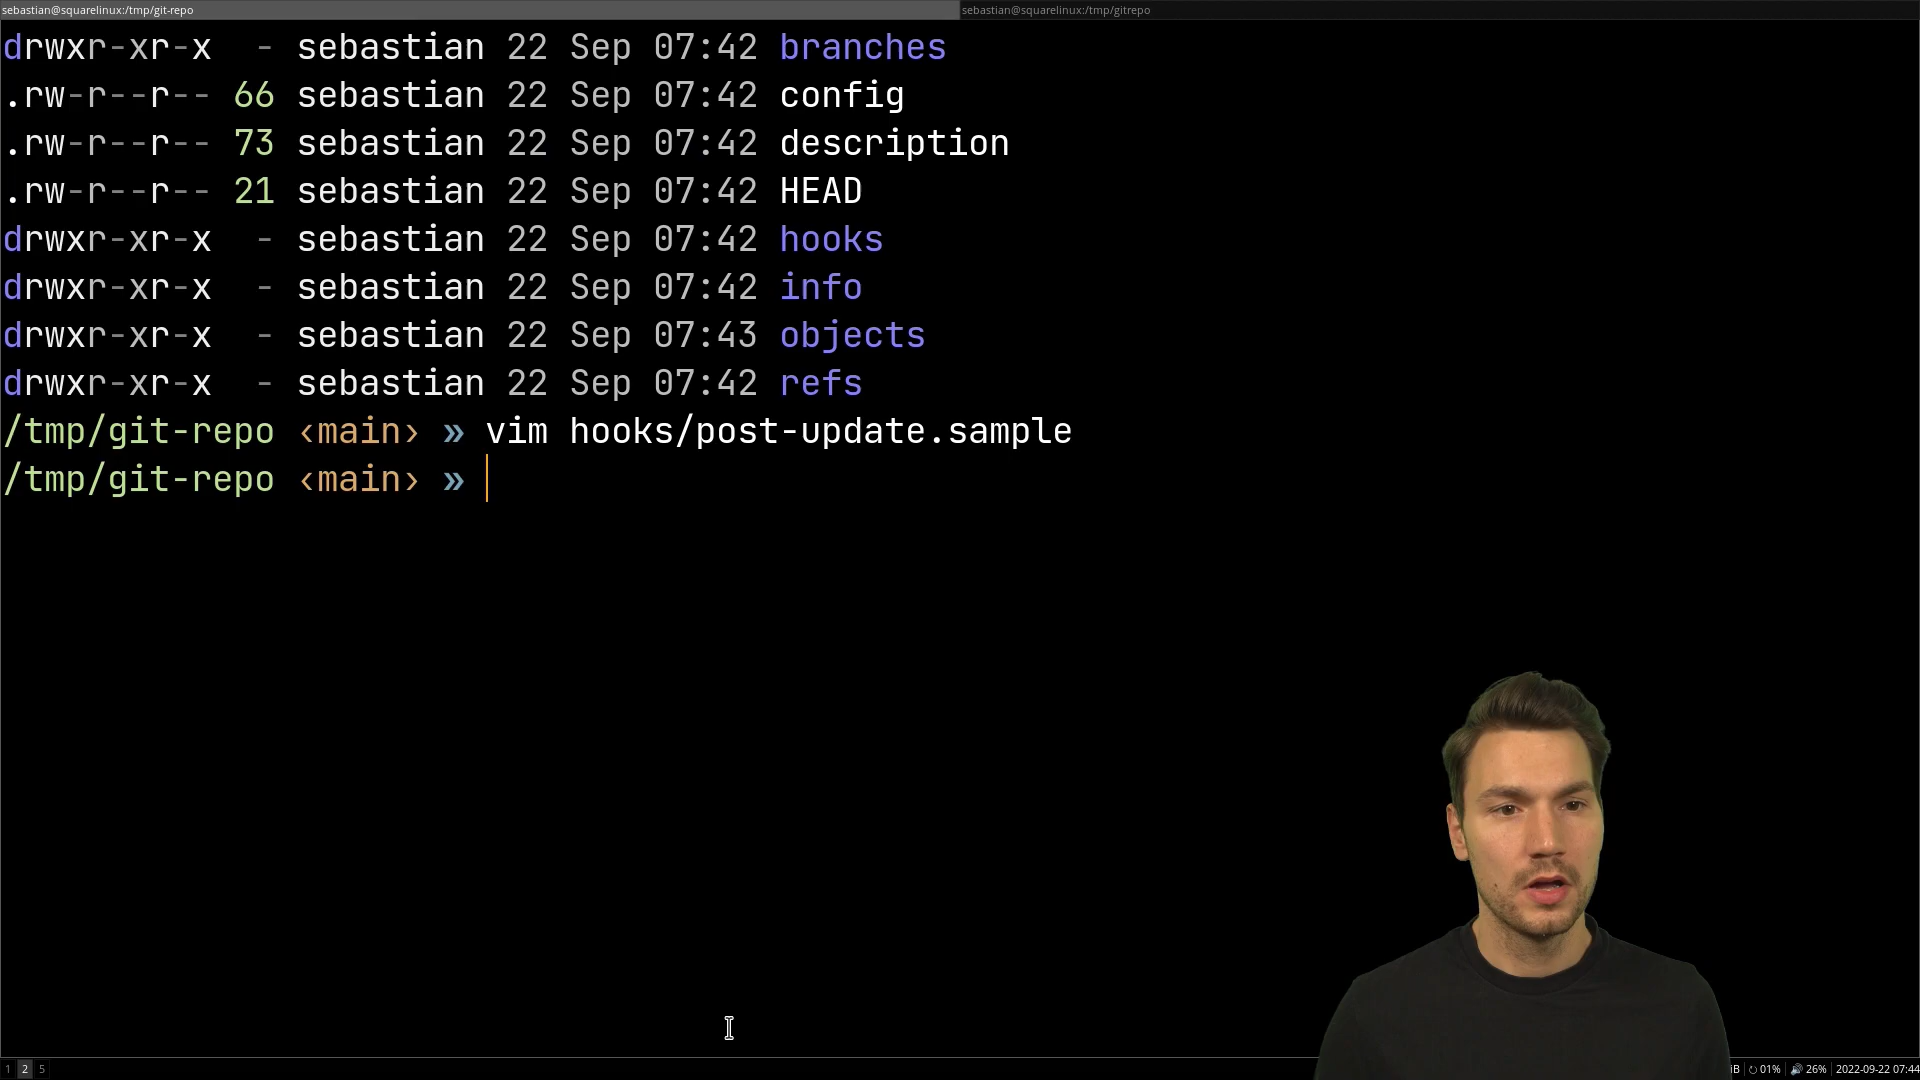 sebastian@squarelinux:/tmp/git-repo sebastian@squarelinux:/tmp/gitrepo
drwxr-xr-x - sebastian 22 Sep 07:42 branches
.rw-r--r-- 66 sebastian 22 Sep 07:42 config
.rw-r--r-- 73 sebastian 22 Sep 07:42 description
.rw-r--r-- 21 sebastian 22 Sep 07:42 HEAD
drwxr-xr-x - sebastian 22 Sep 07:42 hooks
drwxr-xr-x - sebastian 22 Sep 07:42 info
drwxr-xr-x - sebastian 22 Sep 07:43 objects
drwxr-xr-x - sebastian 22 Sep 07:42 refs
/tmp/git-repo ‹main› » vim hooks/post-update.sample
/tmp/git-repo ‹main› »
1 2 5 iB 01% 26% 2022-09-22 07:44